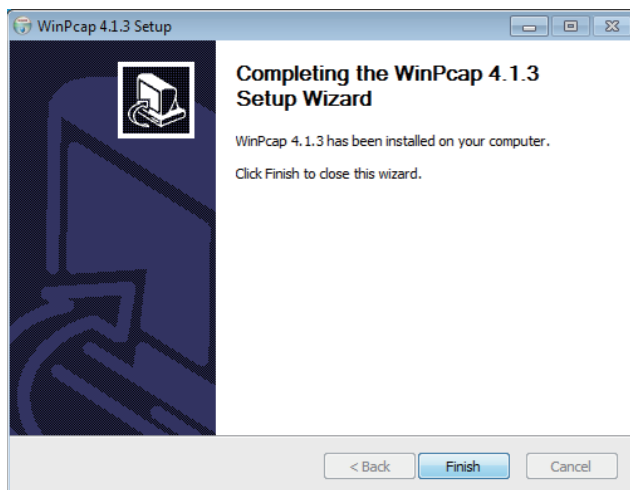 WinPcap 4.1.3 Setup
Completing the WinPcap 4.1.3
Setup Wizard
WinPcap 4.1.3 has been installed on your computer.
Click Finish to close this wizard.
< Back
Finish
Cancel